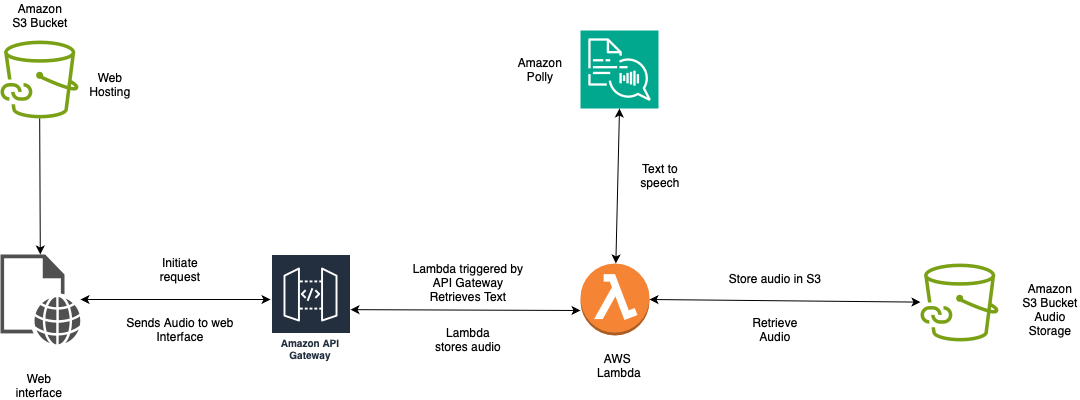 Amazon
S3 Bucket
Web
Hosting
Amazon
Polly
Text to
speech
Initiate
request
Sends Audio to web
Interface
Web
interface
</>
Amazon API
Gateway
Lambda triggered by
API Gateway
Retrieves Text
Lambda
stores audio
AWS
Lambda
Store audio in S3
Retrieve
Audio
Amazon
S3 Bucket
Audio
Storage